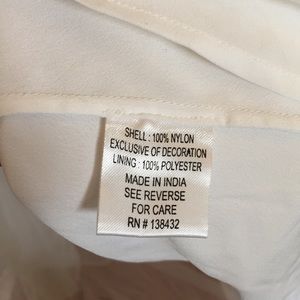 SHELL : 100% NYLON
EXCLUSIVE OF DECORATION
LINING : 100% POLYESTER
MADE IN INDIA
SEE REVERSE
FOR CARE
RN # 138432